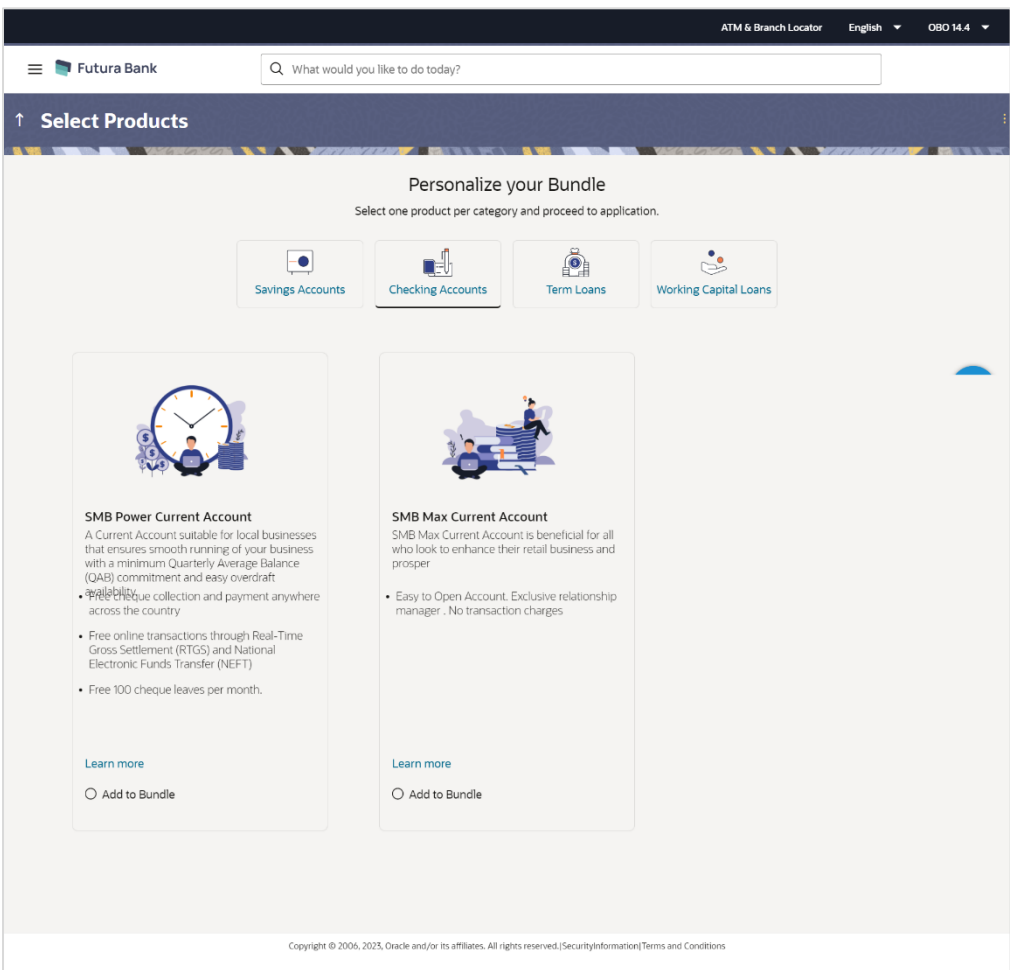 ATM & Branch Locator English OBO 14.4
Futura Bank
What would you like to do today?
Select Products
Personalize your Bundle
Select one product per category and proceed to application.
Savings Accounts Checking Accounts Term Loans Working Capital Loans
SMB Power Current Account
A Current Account suitable for local businesses
that ensures smooth running of your business
with a minimum Quarterly Average Balance
(QAB) commitment and easy overdraft
availability.
• Free cheque collection and payment anywhere
across the country
• Free online transactions through Real-Time
Gross Settlement (RTGS) and National
Electronic Funds Transfer (NEFT)
• Free 100 cheque leaves per month.
Learn more
Add to Bundle
SMB Max Current Account
SMB Max Current Account is beneficial for all
who look to enhance their retail business and
prosper
• Easy to Open Account. Exclusive relationship
manager . No transaction charges
Learn more
Add to Bundle
Copyright © 2006, 2023, Oracle and/or its affiliates. All rights reserved.|SecurityInformation|Terms and Conditions